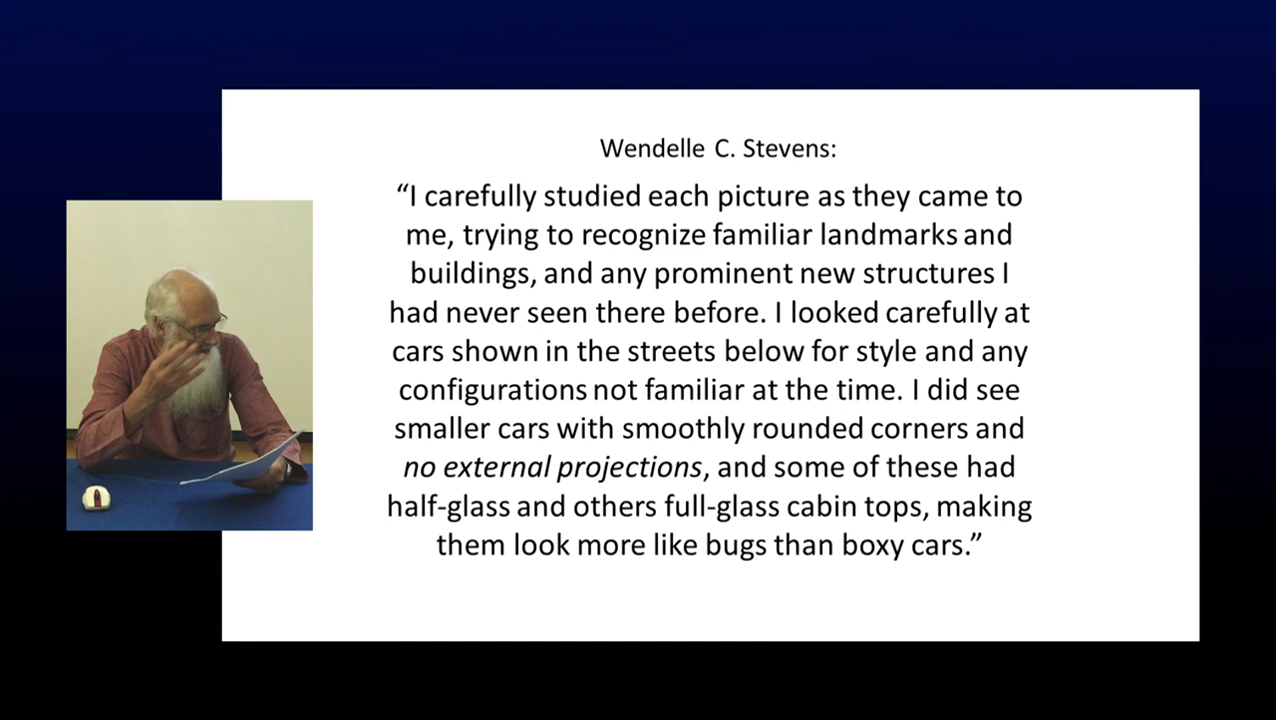 Wendelle C. Stevens:
“I carefully studied each picture as they came to
me, trying to recognize familiar landmarks and
buildings, and any prominent new structures I
had never seen there before. I looked carefully at
cars shown in the streets below for style and any
configurations not familiar at the time. I did see
smaller cars with smoothly rounded corners and
no external projections, and some of these had
half-glass and others full-glass cabin tops, making
them look more like bugs than boxy cars.”